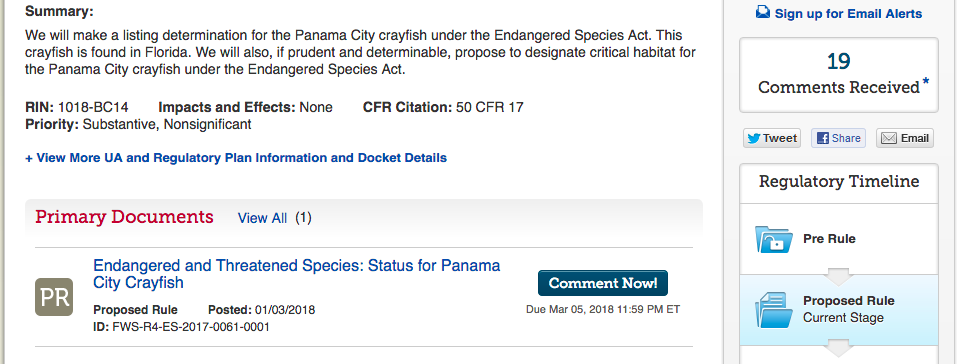 Summary:
We will make a listing determination for the Panama City crayfish under the Endangered Species Act. This
crayfish is found in Florida. We will also, if prudent and determinable, propose to designate critical habitat for
the Panama City crayfish under the Endangered Species Act.
RIN: 1018-BC14 Impacts and Effects: None CFR Citation: 50 CFR 17
Priority: Substantive, Nonsignificant
+ View More UA and Regulatory Plan Information and Docket Details
Primary Documents View All (1)
PR
Endangered and Threatened Species: Status for Panama
City Crayfish
Proposed Rule Posted: 01/03/2018
ID: FWS-R4-ES-2017-0061-0001
Comment Now!
Due Mar 05, 2018 11:59 PM ET
Sign up for Email Alerts
19
Comments Received*
Tweet Share Email
Regulatory Timeline
Pre Rule
Proposed Rule
Current Stage